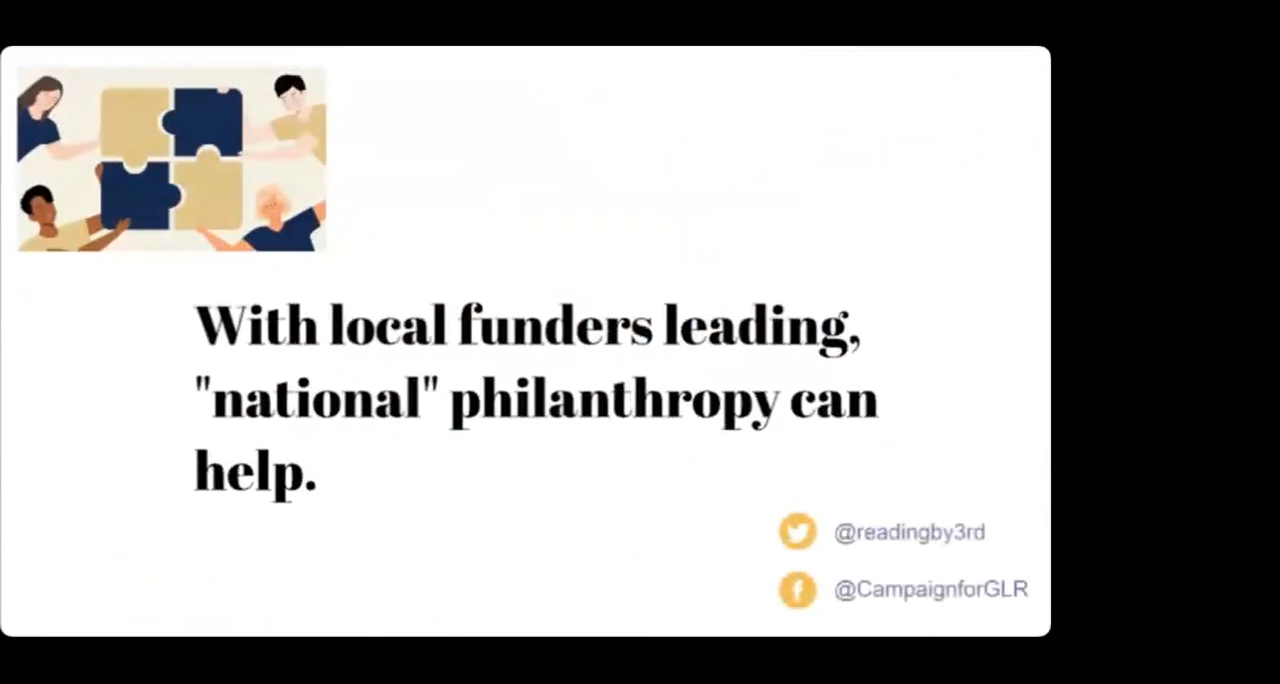 With local funders leading,
"national" philanthropy can
help.
@readingby3rd
@CampaignforGLR